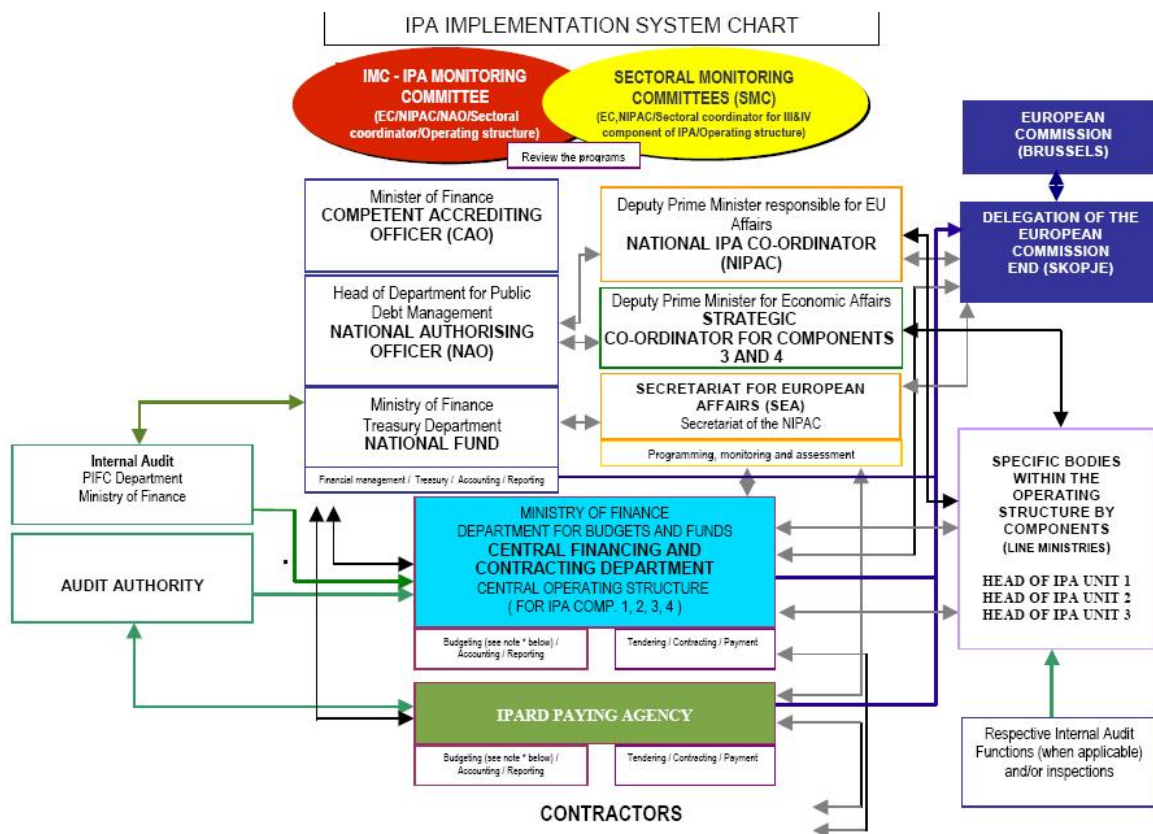 IPA IMPLEMENTATION SYSTEM CHART
IMC - IPA MONITORING
COMMITTEE
(EC/NIPAC/NAO/Sectoral
coordinator/Operating structure)
SECTORAL MONITORING
COMMITTEES (SMC)
(EC,NIPAC/Sectoral coordinator for III&IV
component of IPA/Operating structure)
Review the programs
EUROPEAN
COMMISSION
(BRUSSELS)
Minister of Finance
COMPETENT ACCREDITING
OFFICER (CAO)
Deputy Prime Minister responsible for EU
Affairs
NATIONAL IPA CO-ORDINATOR
(NIPAC)
DELEGATION OF THE
EUROPEAN
COMMISSION
END (SKOPJE)
Head of Department for Public
Debt Management
NATIONAL AUTHORISING
OFFICER (NAO)
Deputy Prime Minister for Economic Affairs
STRATEGIC
CO-ORDINATOR FOR COMPONENTS
3 AND 4
Ministry of Finance
Treasury Department
NATIONAL FUND
Financial management / Treasury / Accounting / Reporting
SECRETARIAT FOR EUROPEAN
AFFAIRS (SEA)
Secretariat of the NIPAC
Programming, monitoring and assessment
Internal Audit
PIFC Department
Ministry of Finance
AUDIT AUTHORITY
MINISTRY OF FINANCE
DEPARTMENT FOR BUDGETS AND FUNDS
CENTRAL FINANCING AND
CONTRACTING DEPARTMENT
CENTRAL OPERATING STRUCTURE
( FOR IPA COMP. 1, 2, 3, 4 )
Budgeting (see note * below) /
Accounting / Reporting
Tendering / Contracting / Payment
SPECIFIC BODIES
WITHIN THE
OPERATING
STRUCTURE BY
COMPONENTS
(LINE MINISTRIES)
HEAD OF IPA UNIT 1
HEAD OF IPA UNIT 2
HEAD OF IPA UNIT 3
IPARD PAYING AGENCY
Budgeting (see note * below) /
Accounting / Reporting
Tendering / Contracting / Payment
Respective Internal Audit
Functions (when applicable)
and/or inspections
CONTRACTORS